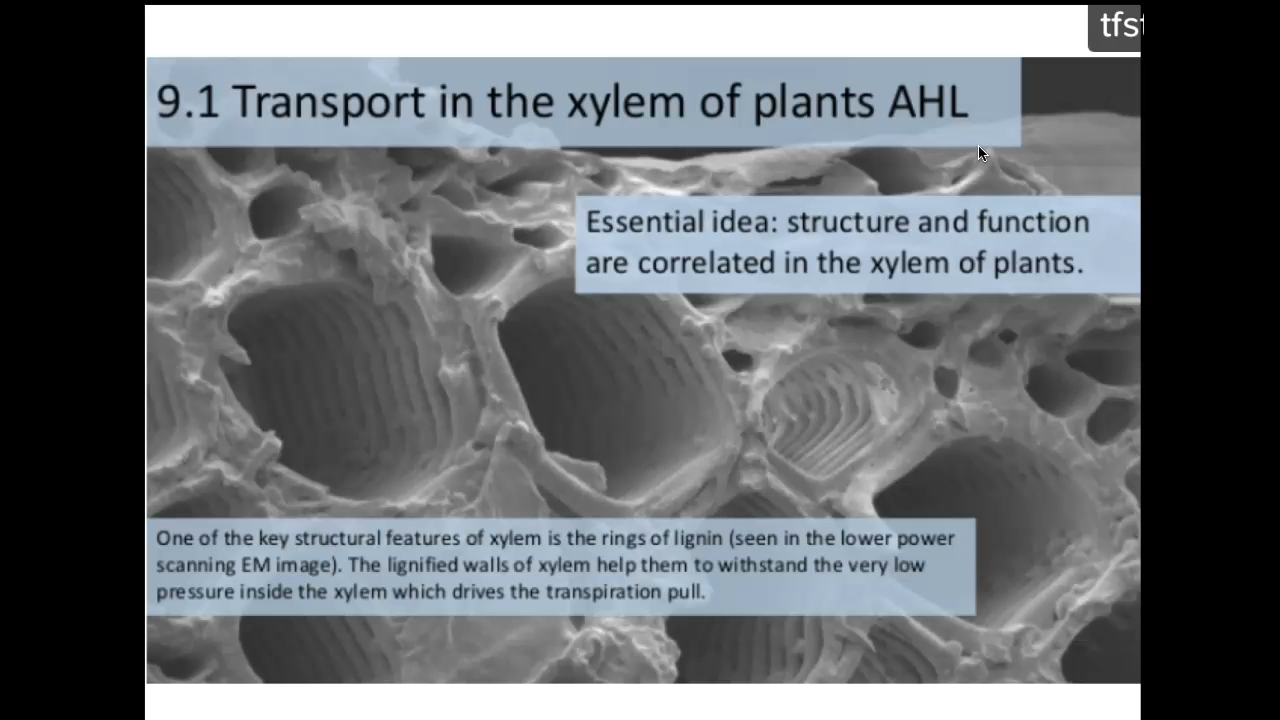 tfst
9.1 Transport in the xylem of plants AHL
Essential idea: structure and function
are correlated in the xylem of plants.
One of the key structural features of xylem is the rings of lignin (seen in the lower power
scanning EM image). The lignified walls of xylem help them to withstand the very low
pressure inside the xylem which drives the transpiration pull.